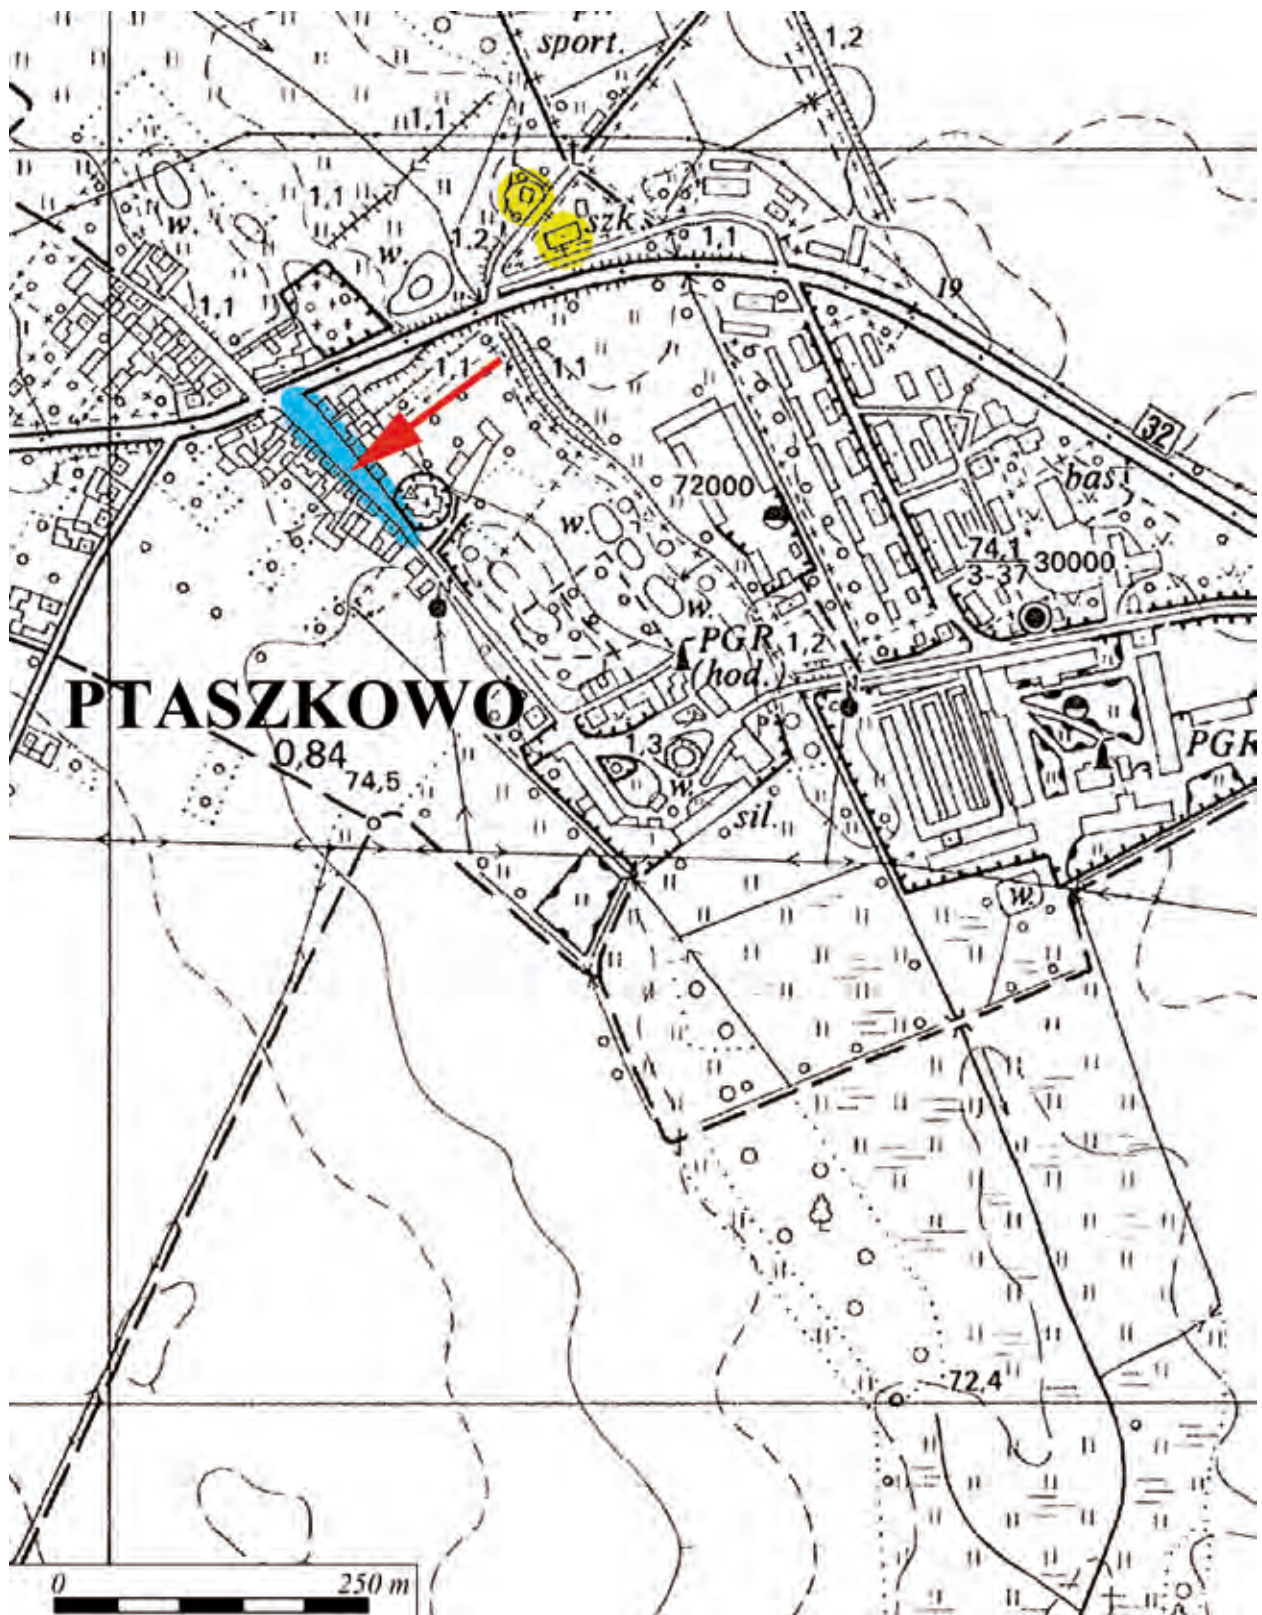 sport.
1,2
1,1
1,1
w.
szk.
1,2
1,1
w.
19
1,1
1,1
1,1
32
72000
bas.
w.
74,1
3-37
30000
w.
PGR
(hod.)
1,2
PTASZKOWO
0,84
74,5
1,3
w.
PGR
sil.
w.
72,4
0
250 m